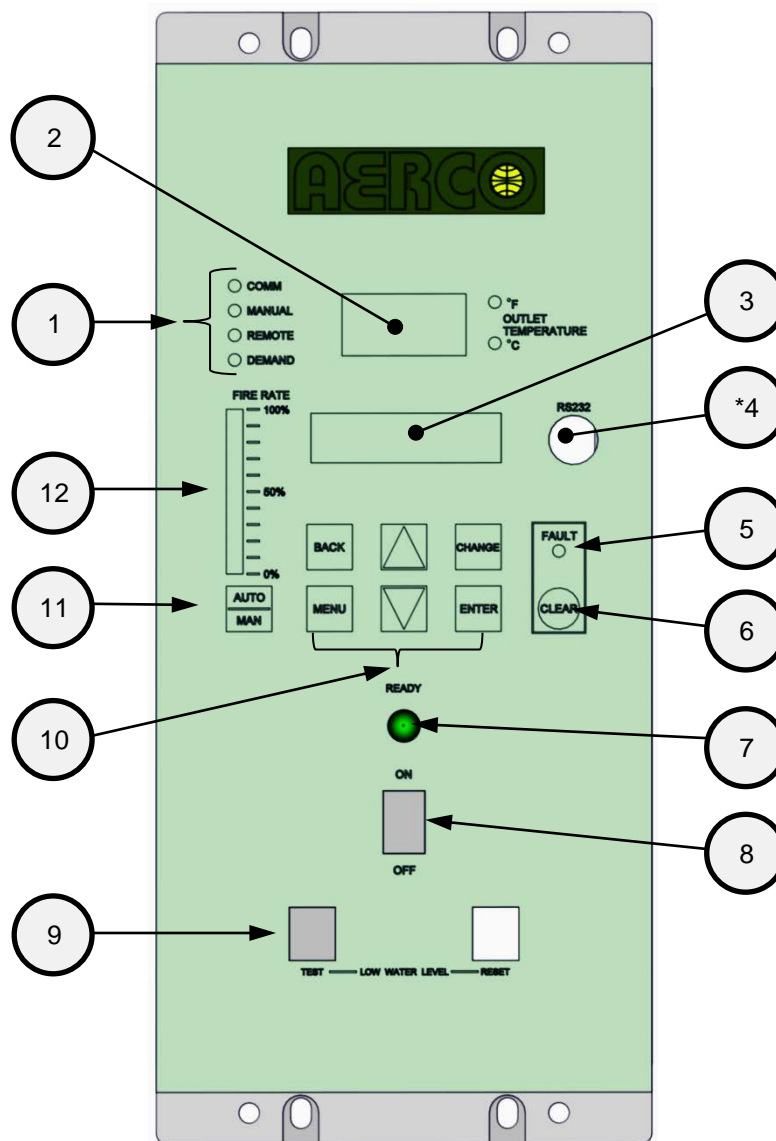 AERCO
2
COMM
°F
MANUAL
OUTLET
1
REMOTE
TEMPERATURE
3
DEMAND
°C
FIRE RATE
100%
RS232
*4
12
50%
BACK
CHANGE
FAULT
5
0%
11
AUTO
MAN
MENU
ENTER
CLEAR
6
READY
10
7
ON
8
OFF
9
TEST
LOW WATER LEVEL
RESET